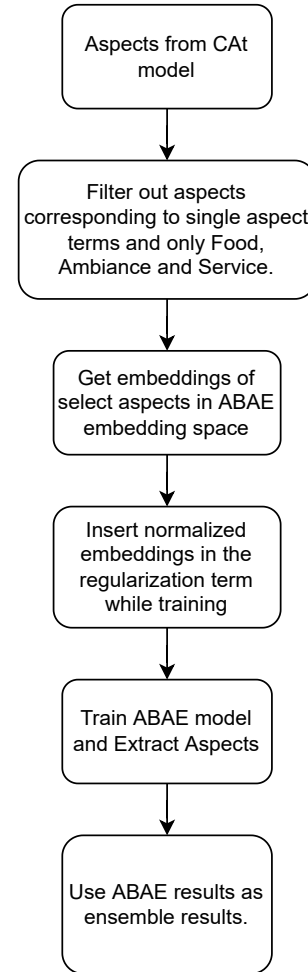 Aspects from CAt
model
Filter out aspects
corresponding to single aspect
terms and only Food,
Ambiance and Service.
Get embeddings of
select aspects in ABAE
embedding space
Insert normalized
embeddings in the
regularization term
while training
Train ABAE model
and Extract Aspects
Use ABAE results as
ensemble results.